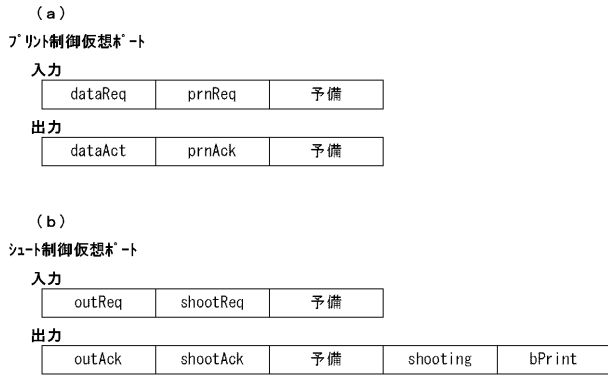 (a)
ﾌﾟﾘﾝﾄ制御仮想ﾎﾟｰﾄ
入力
dataReq prnReq 予備
出力
dataAct prnAck 予備
(b)
ｼｭｰﾄ制御仮想ﾎﾟｰﾄ
入力
outReq shootReq 予備
出力
outAck shootAck 予備 shooting bPrint